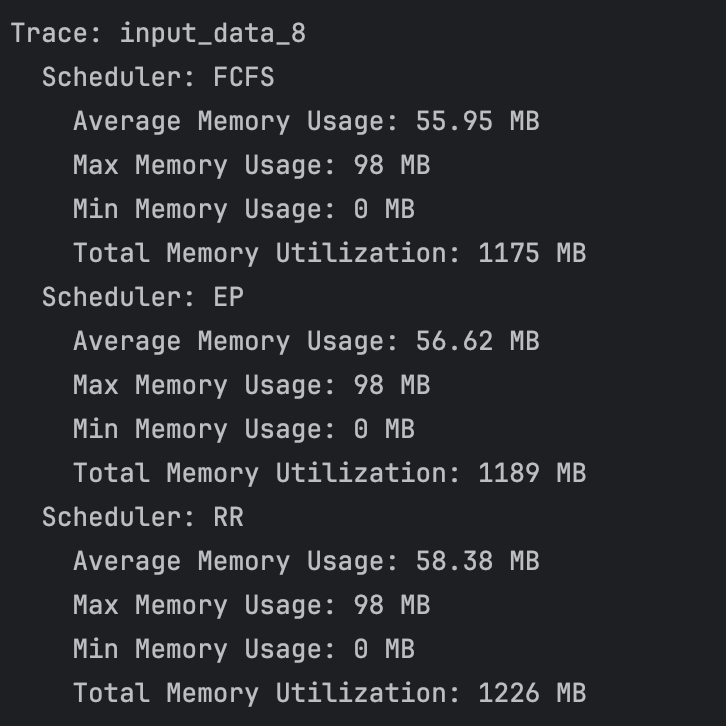 Trace: input_data_8
Scheduler: FCFS
Average Memory Usage: 55.95 MB
Max Memory Usage: 98 MB
Min Memory Usage: 0 MB
Total Memory Utilization: 1175 MB
Scheduler: EP
Average Memory Usage: 56.62 MB
Max Memory Usage: 98 MB
Min Memory Usage: 0 MB
Total Memory Utilization: 1189 MB
Scheduler: RR
Average Memory Usage: 58.38 MB
Max Memory Usage: 98 MB
Min Memory Usage: 0 MB
Total Memory Utilization: 1226 MB